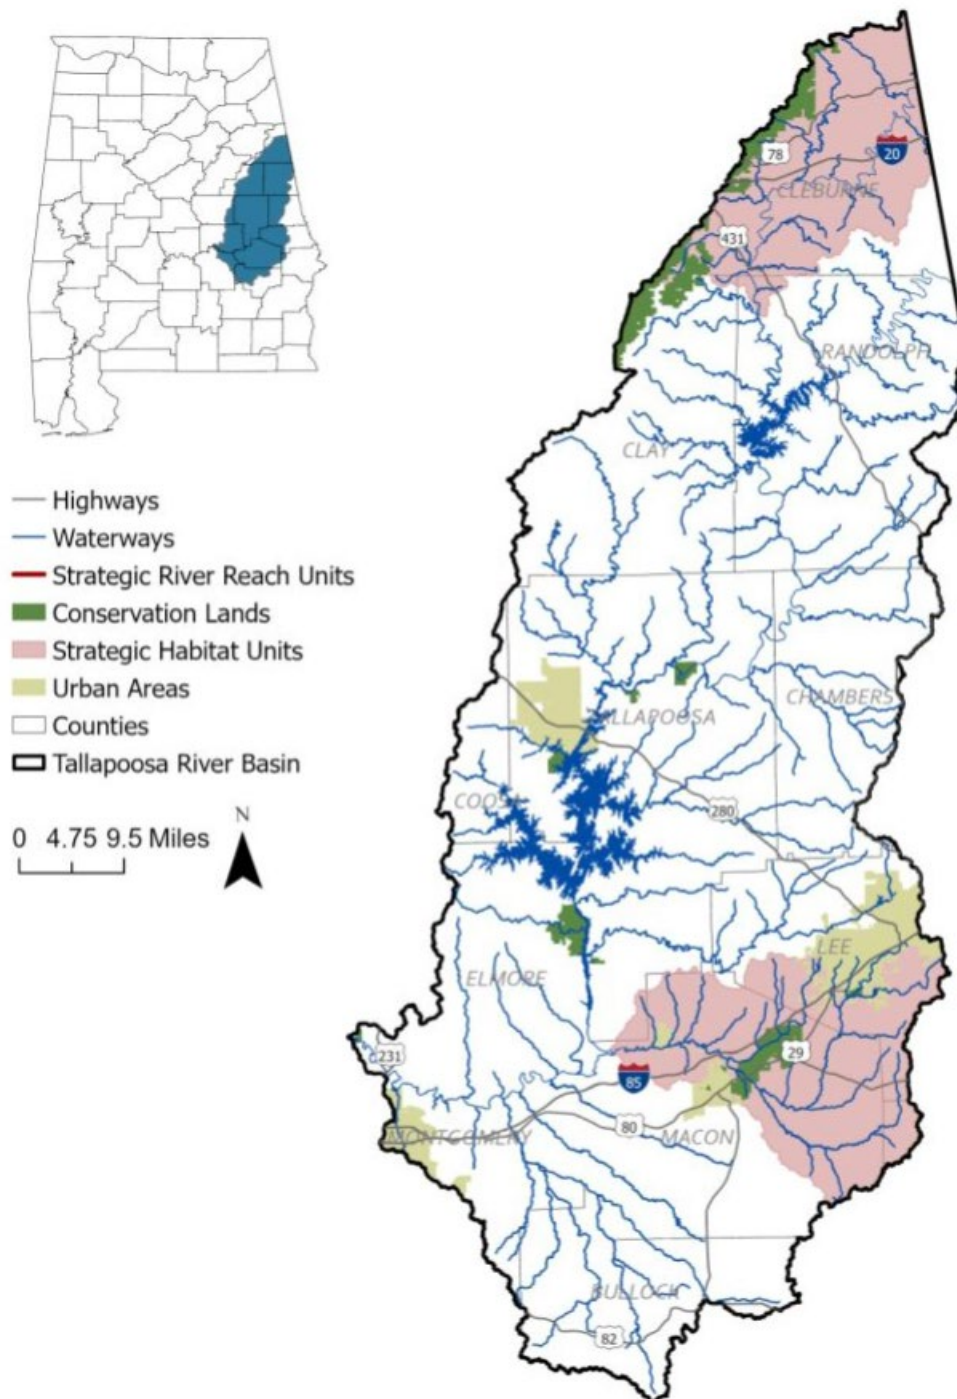 Highways
Waterways
Strategic River Reach Units
Conservation Lands
Strategic Habitat Units
Urban Areas
Counties
Tallapoosa River Basin
0 4.75 9.5 Miles
N
78
20
CLEBURNE
431
RANDOLPH
CLAY
TALLAPOOSA
CHAMBERS
COOSA
280
LEE
ELMORE
231
29
85
80
MONTGOMERY
MACON
BULLOCK
82